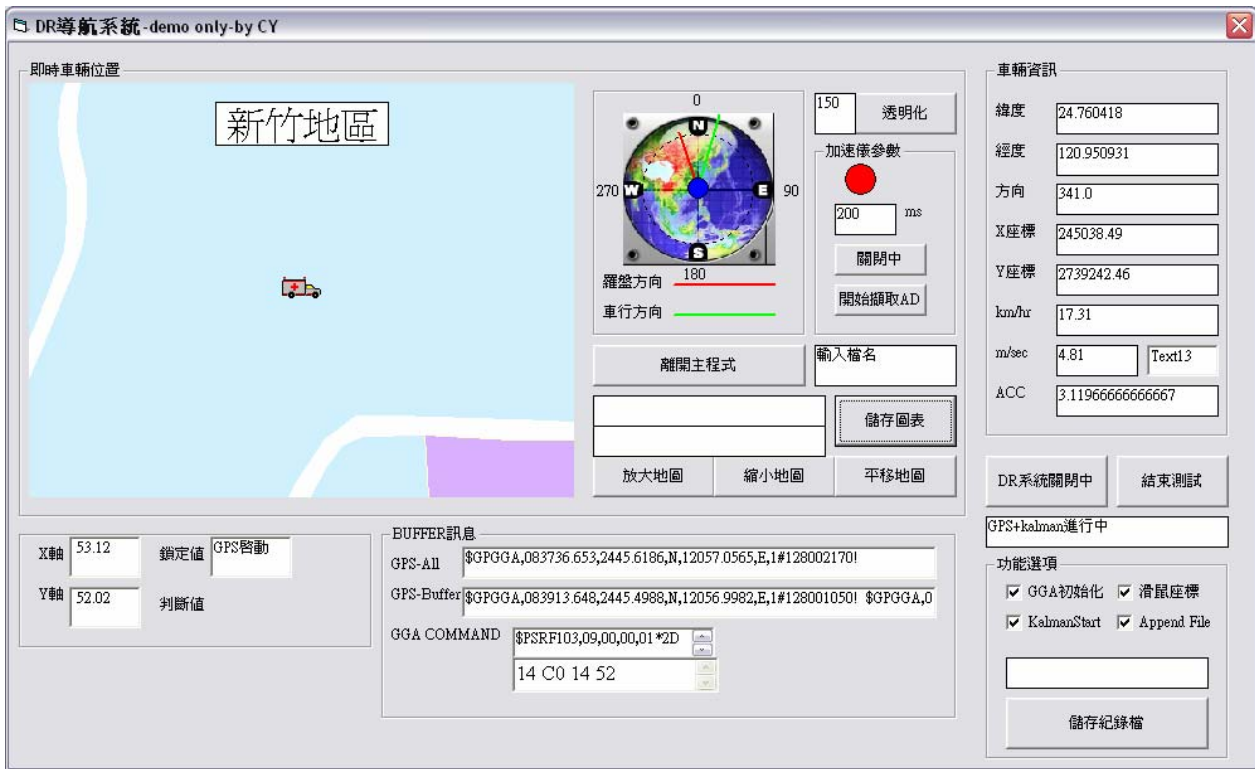 DR導航系統-demo only-by CY
即時車輛位置
新竹地區
0
N
270 W E 90
S
180
羅盤方向
車行方向
150 透明化
加速儀參數
200 ms
關閉中
開始擷取AD
離開主程式
輸入檔名
儲存圖表
放大地圖 縮小地圖 平移地圖
車輛資訊
緯度 24.760418
經度 120.950931
方向 341.0
X座標 245038.49
Y座標 2739242.46
km/hr 17.31
m/sec 4.81 Text13
ACC 3.11966666666667
DR系統關閉中 結束測試
GPS+kalman進行中
功能選項
GGA初始化 滑鼠座標
KalmanStart Append File
儲存紀錄檔
X軸 53.12 鎖定值 GPS啓動
Y軸 52.02 判斷值
BUFFER訊息
GPS-All $GPGGA,083736.653,2445.6186,N,12057.0565,E,1#128002170!
GPS-Buffer $GPGGA,083913.648,2445.4988,N,12056.9982,E,1#128001050! $GPGGA,0
GGA COMMAND $PSRF103,09,00,00,01*2D
14 C0 14 52